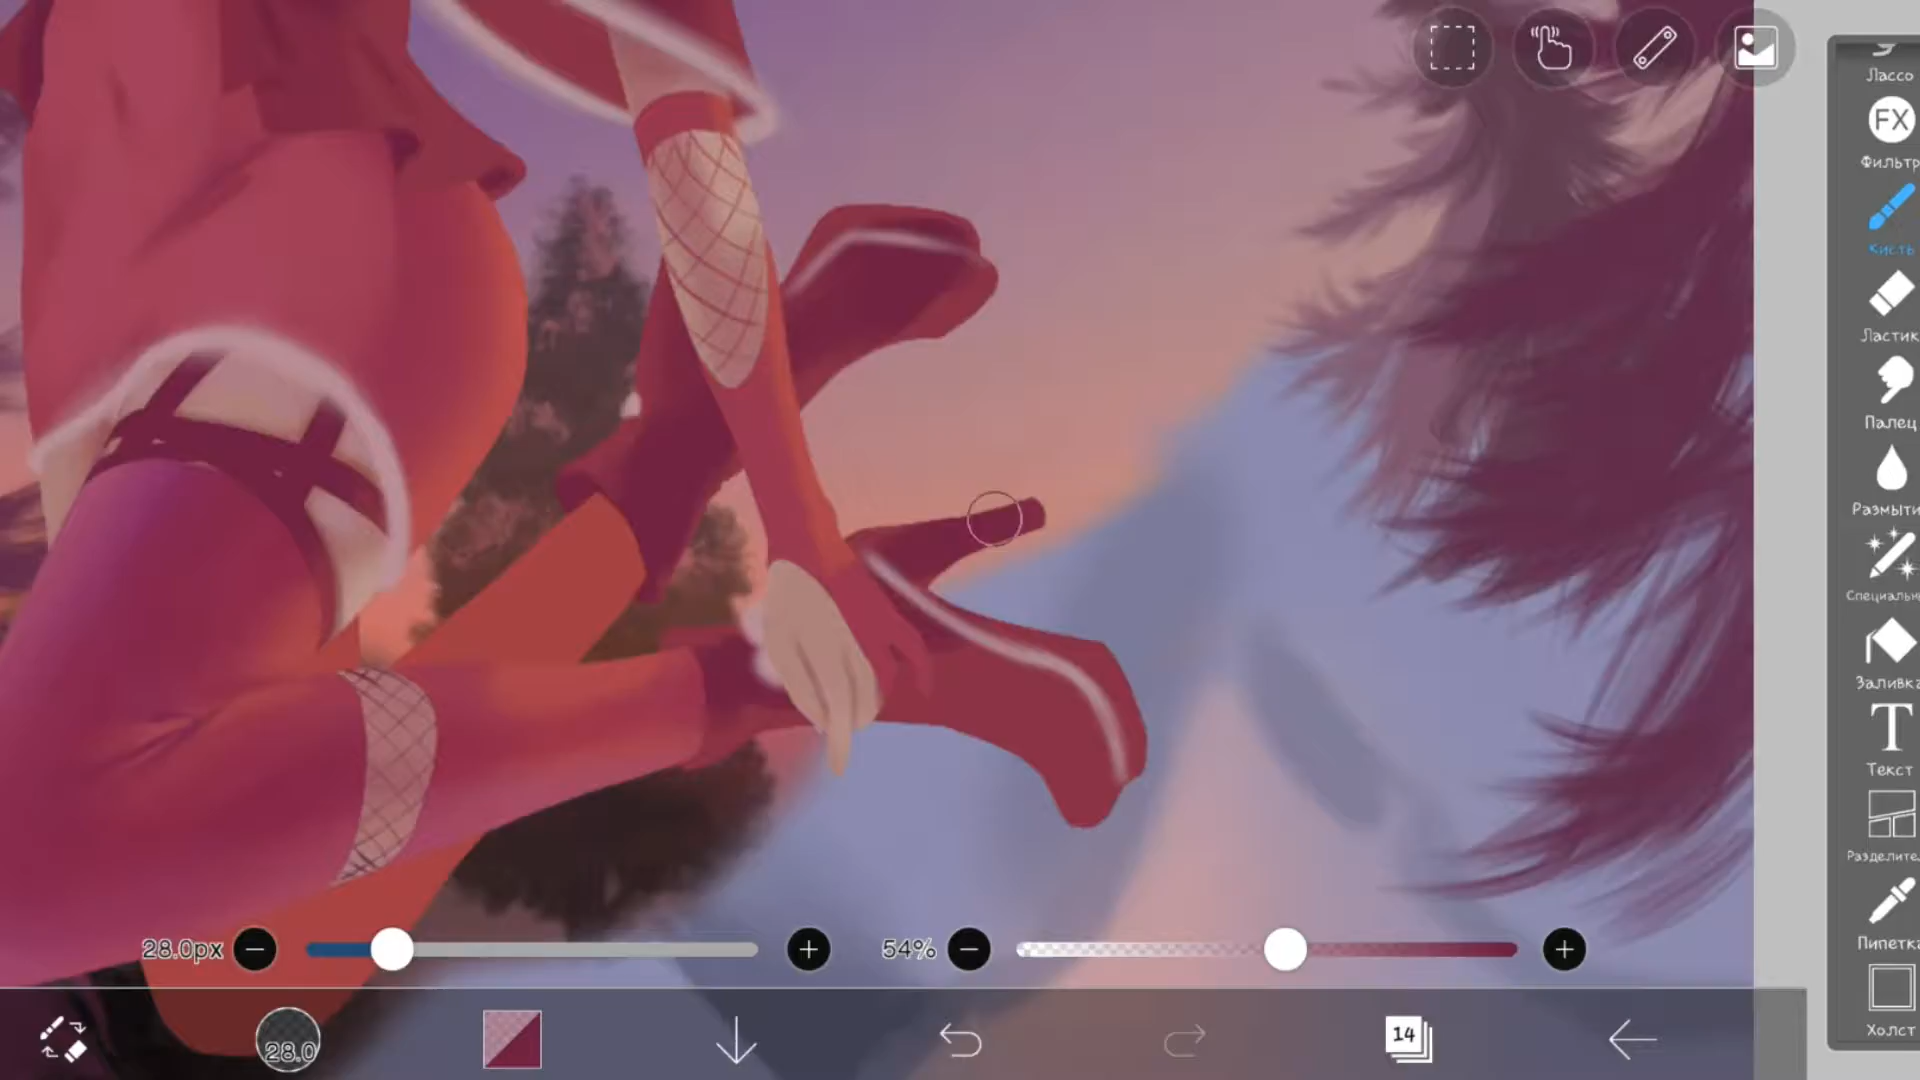 Лассо
FX
Фильтр
Кисть
Ластик
Палец
Размыти
Специальн
Заливка
T
Текст
Разделите
Пипетка
Холст
28.0px
54%
28.0
14